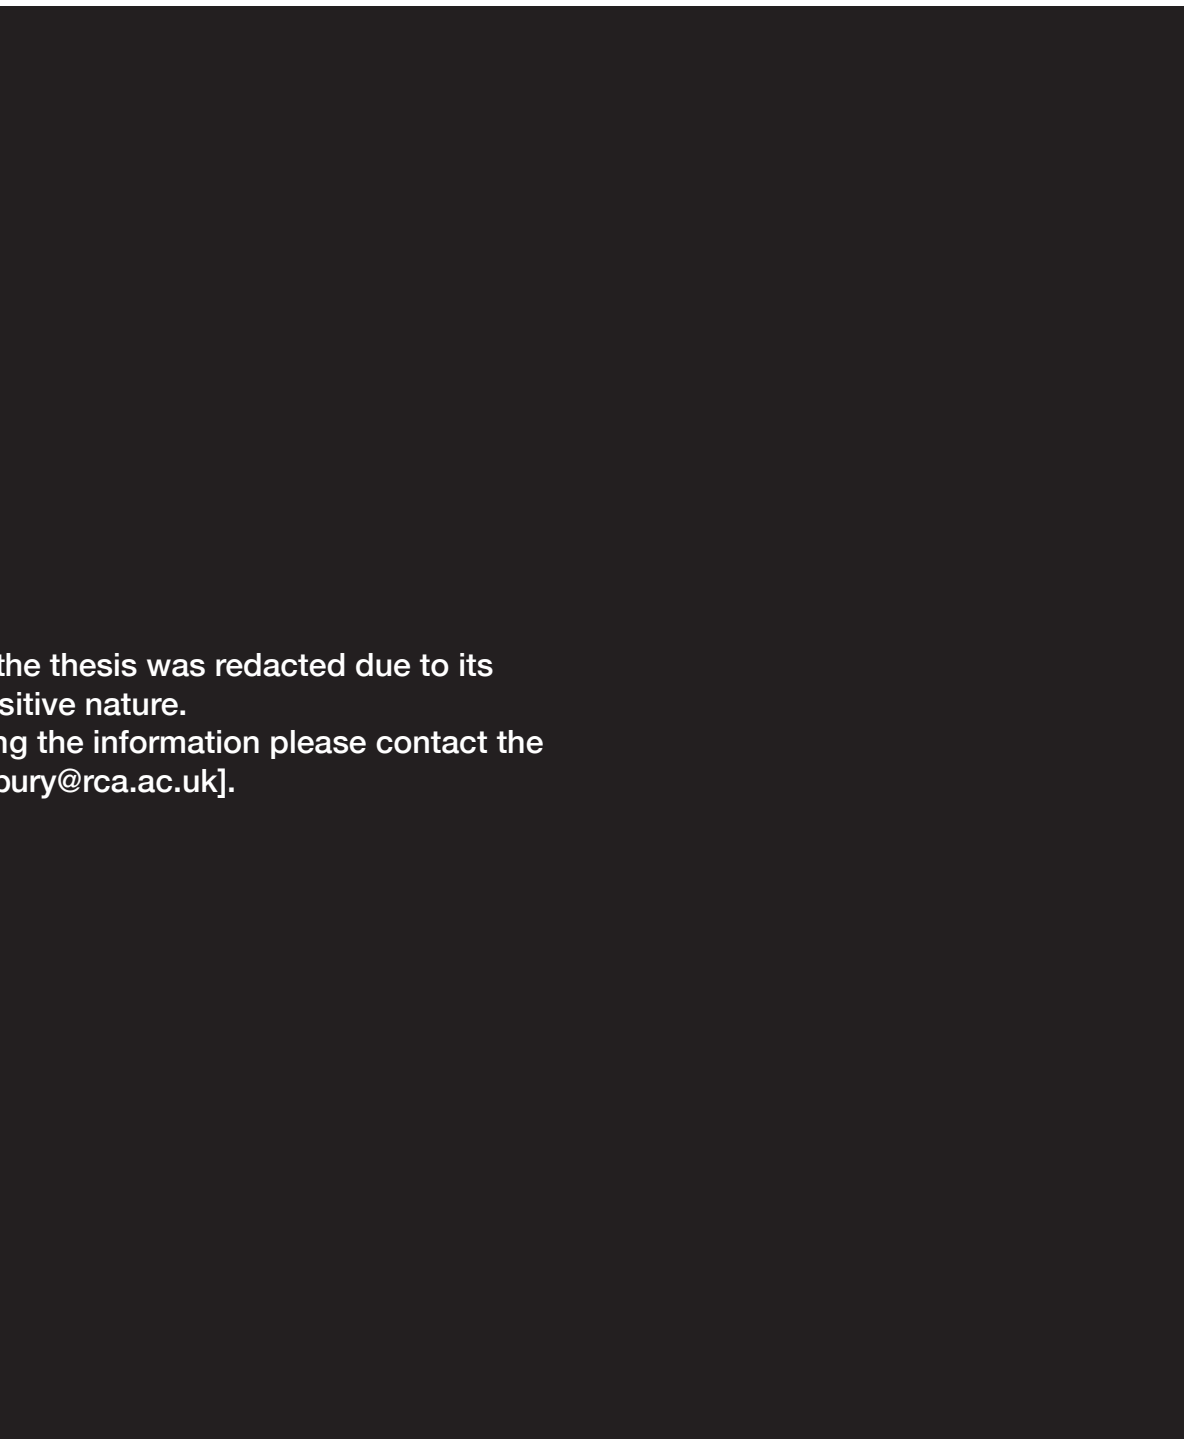 the thesis was redacted due to its
sitive nature.
ng the information please contact the
bury@rca.ac.uk].